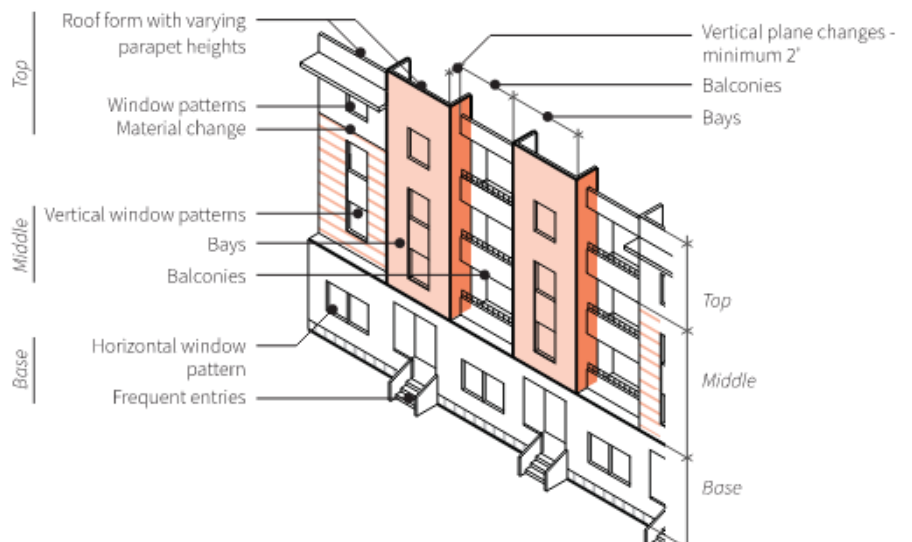 Top
Roof form with varying
parapet heights
Window patterns
Material change
Middle
Vertical window patterns
Bays
Balconies
Base
Horizontal window
pattern
Frequent entries
Vertical plane changes -
minimum 2'
Balconies
Bays
Top
Middle
Base